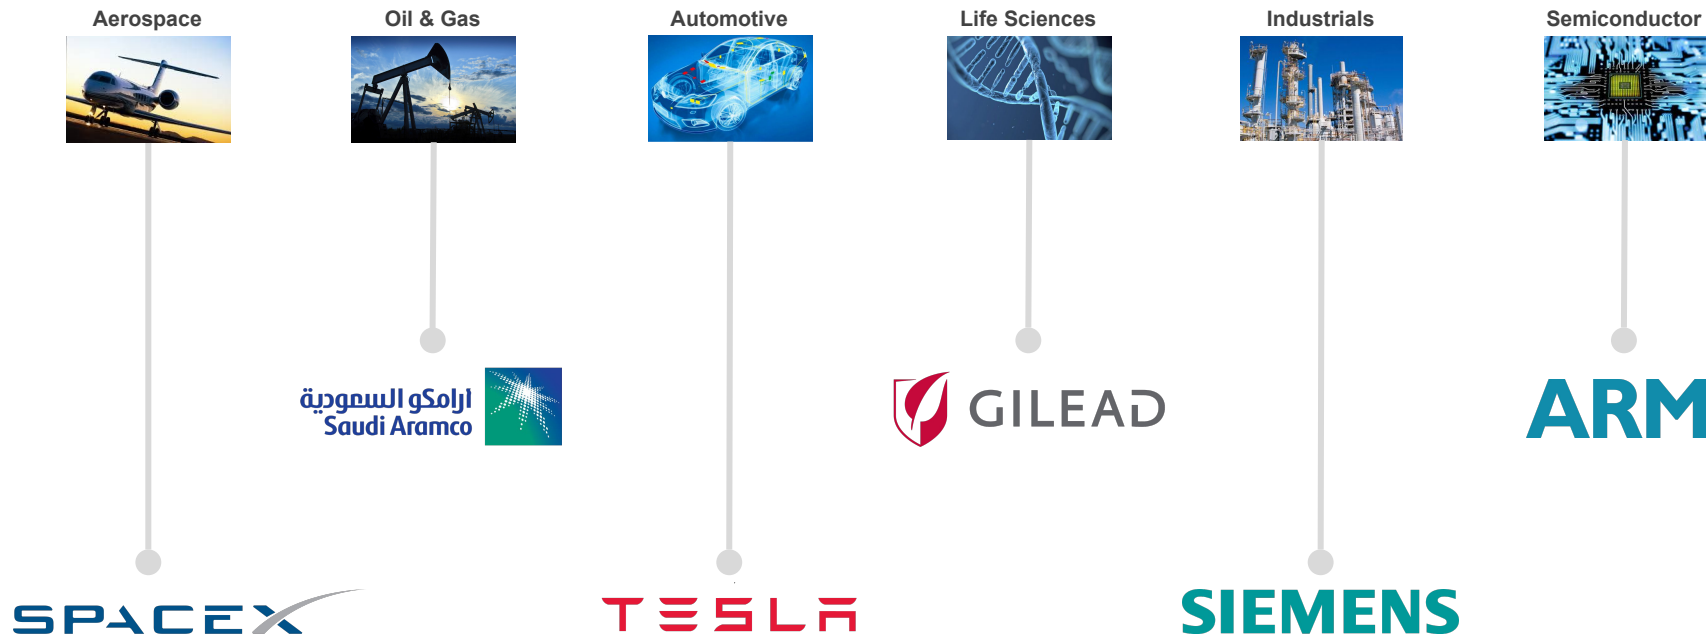 Aerospace
Oil & Gas
Automotive
Life Sciences
Industrials
Semiconductor
ارامكو السعودية
Saudi Aramco
GILEAD
ARM
SPACEX
TESLA
SIEMENS